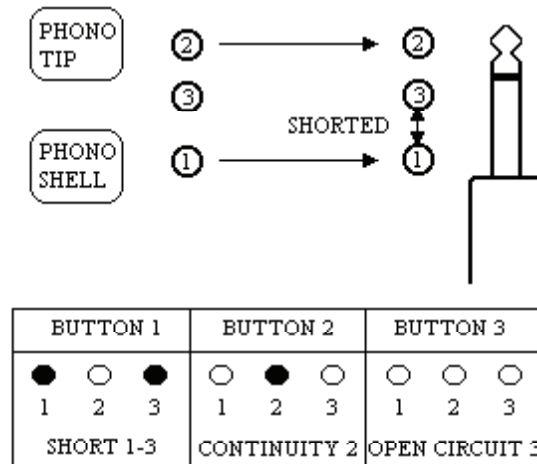 PHONO
TIP
2
2
3
3
SHORTED
PHONO
SHELL
1
1
BUTTON 1
BUTTON 2
BUTTON 3
1 2 3
1 2 3
1 2 3
SHORT 1-3
CONTINUITY 2
OPEN CIRCUIT 3